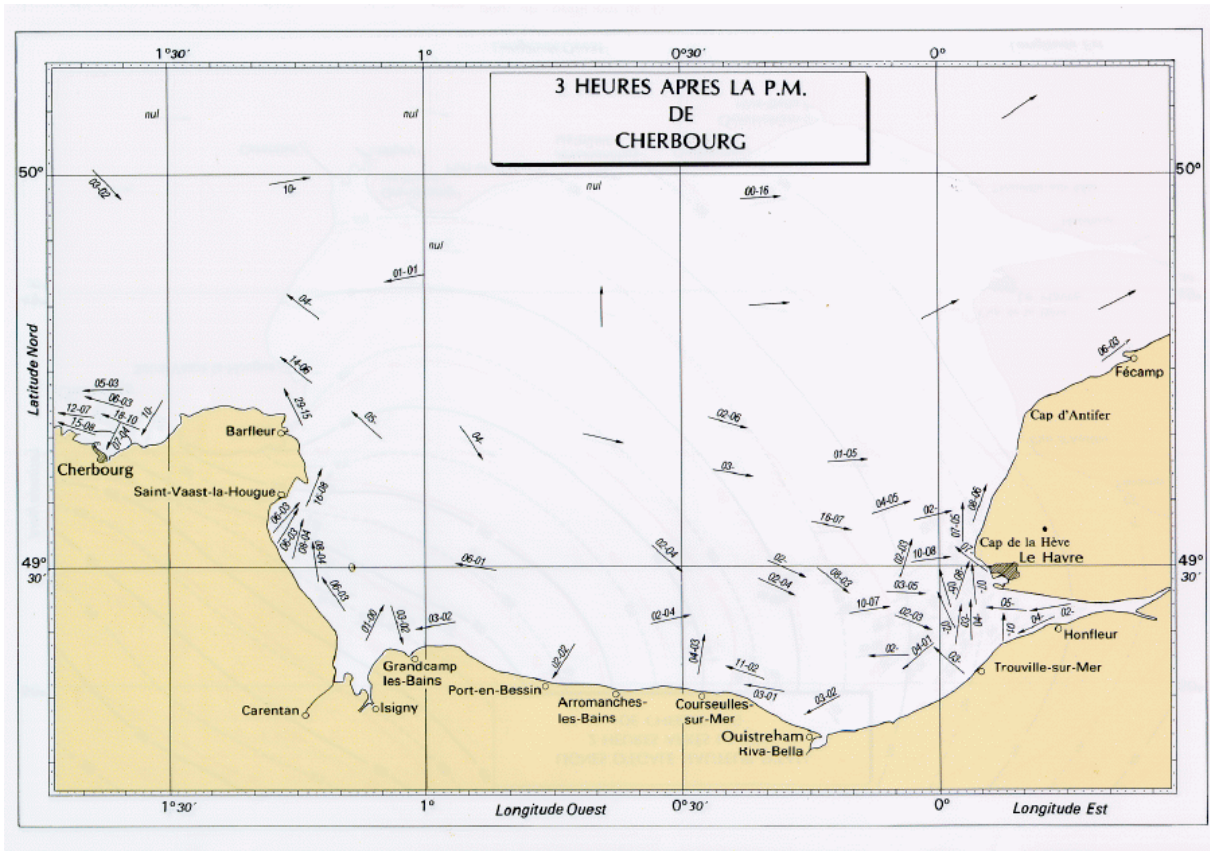 1°30′ 1° 0°30′ 0°
3 HEURES APRES LA P.M.
DE
CHERBOURG
nul
nul
50°
50°
03-02
10-
nul
00-16
nul
01-01
04-
Latitude Nord
14-06
06-03
Fécamp
05-03
06-03
10-
12-07
18-10
15-08
07-04
29-15
05-
02-06
Cap d'Antifer
Barfleur
04-
01-05
Cherbourg
03-
Saint-Vaast-la-Hougue
16-08
04-05
02-
08-06
16-07
06-03
06-03
08-04
07-05
Cap de la Hève
Le Havre
08-04
02-04
02-03
10-08
49°
30′
06-01
02-
49°
30′
06-03
02-04
08-03
03-05
08-
01-00
03-02
03-02
02-04
10-07
02-03
03-
04-
05-
04-
02-
Honfleur
Grandcamp
les-Bains
02-02
04-03
11-02
02-
04-01
03-
Trouville-sur-Mer
Port-en-Bessin
03-01
03-02
Carentan
Isigny
Arromanches-
les-Bains
Courseulles-
sur-Mer
Ouistreham
Riva-Bella
1°30′ 1° Longitude Ouest 0°30′ 0° Longitude Est